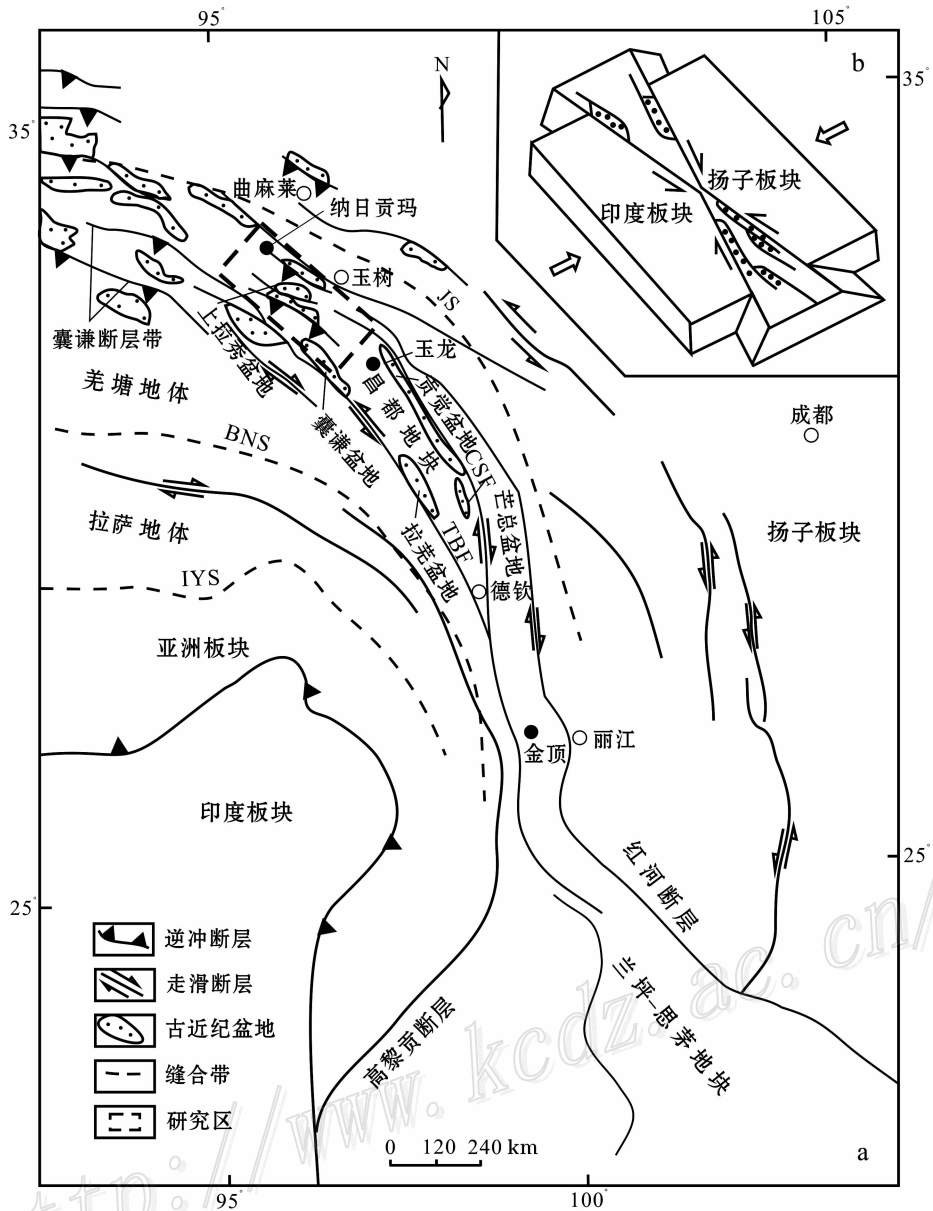 95°
105°
35°
35°
N
b
扬子板块
印度板块
曲麻莱
纳日贡玛
玉树
JS
囊谦断层带
上拉秀盆地
玉龙
贡觉盆地
昌都地块
羌塘地体
囊谦盆地
成都
BNS
CSF
芒总盆地
拉萨地体
拉羌盆地
TBF
德钦
扬子板块
IYS
亚洲板块
金顶
丽江
印度板块
红河断层
25°
25°
逆冲断层
走滑断层
古近纪盆地
缝合带
研究区
高黎贡断层
兰坪-思茅地块
0 120 240 km
a
95°
100°
http://www.kcdz.ac.cn/